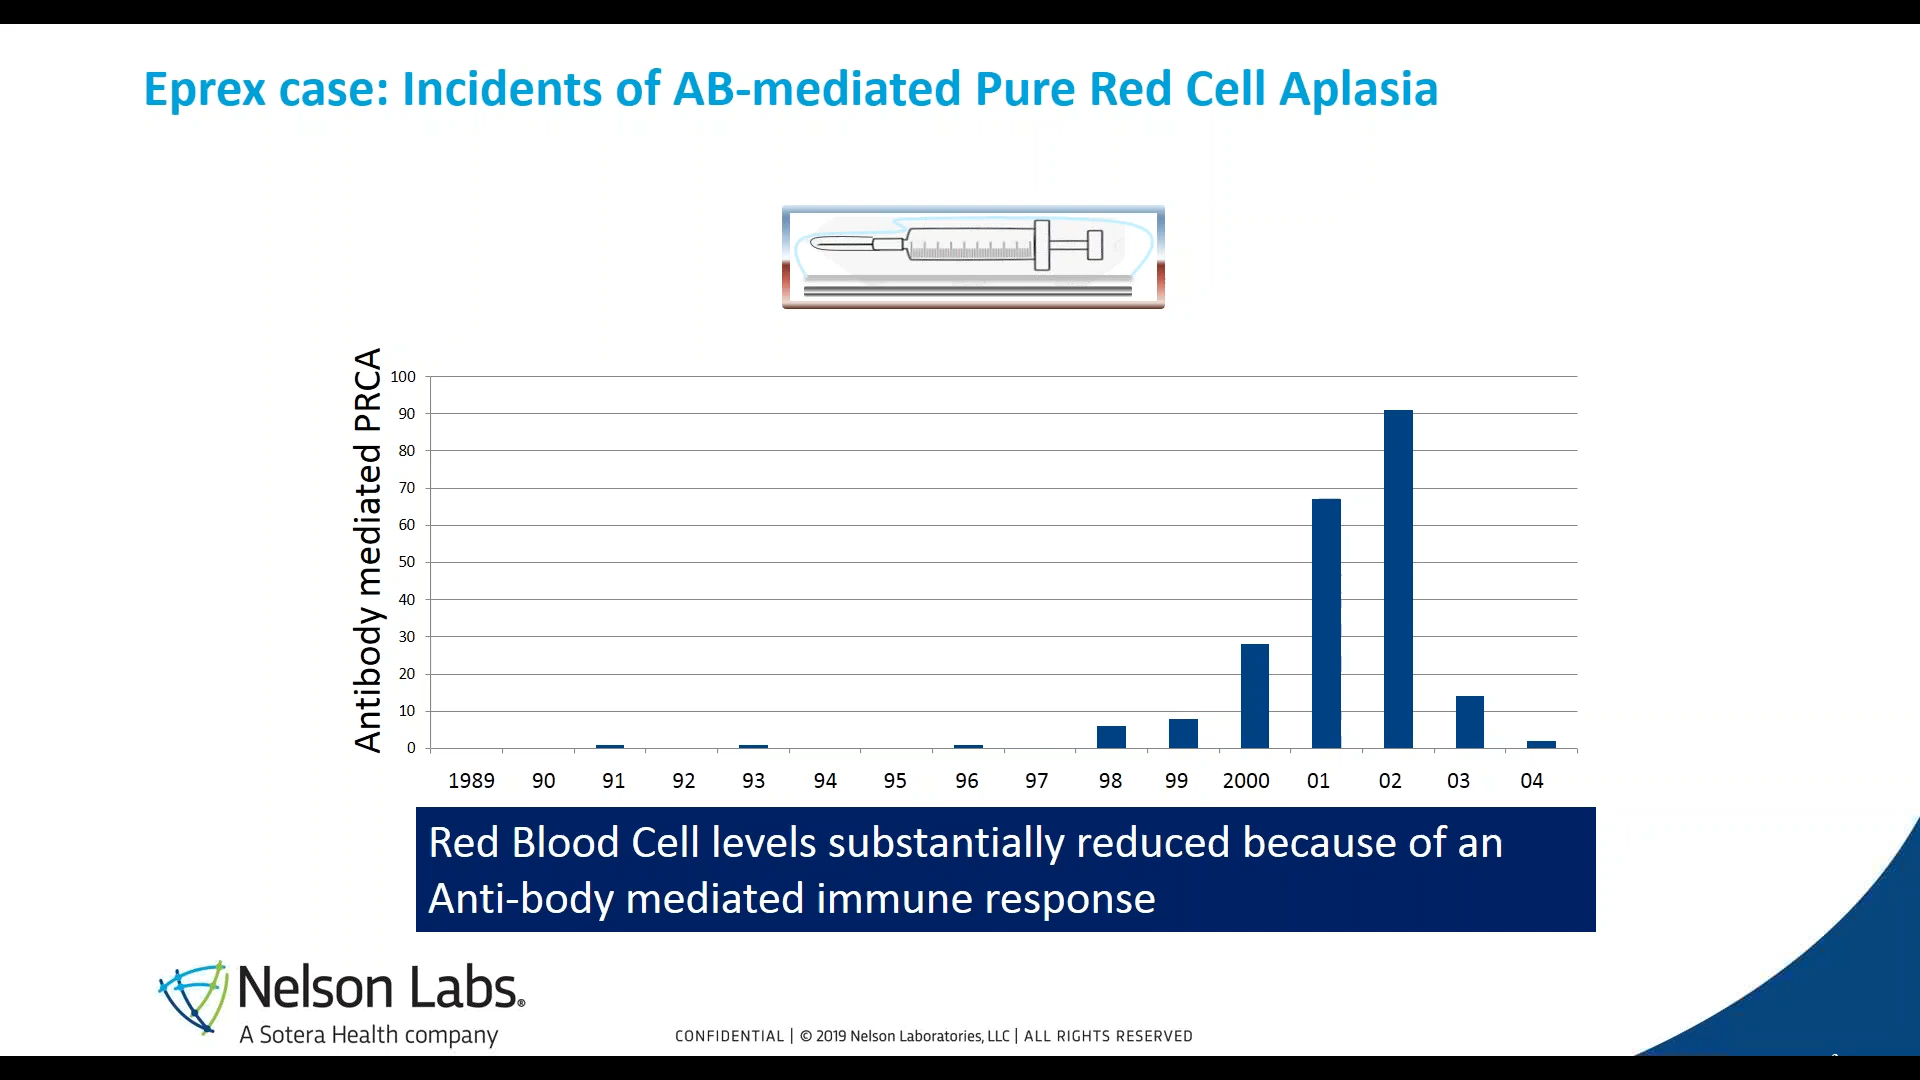 Eprex case: Incidents of AB-mediated Pure Red Cell Aplasia
Antibody mediated PRCA
100
90
80
70
60
50
40
30
20
10
0
1989 90 91 92 93 94 95 96 97 98 99 2000 01 02 03 04
Red Blood Cell levels substantially reduced because of an
Anti-body mediated immune response
Nelson Labs®
A Sotera Health company
CONFIDENTIAL | © 2019 Nelson Laboratories, LLC | ALL RIGHTS RESERVED